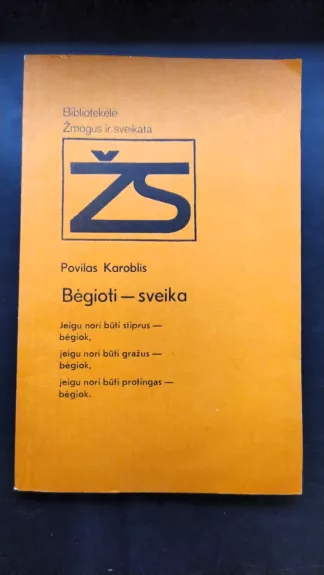 Bibliotekėlė
Žmogus ir sveikata
ŽS
Povilas Karoblis
Bėgioti — sveika
Jeigu nori būti stiprus —
bėgiok,
jeigu nori būti gražus —
bėgiok,
jeigu nori būti protingas —
bėgiok.